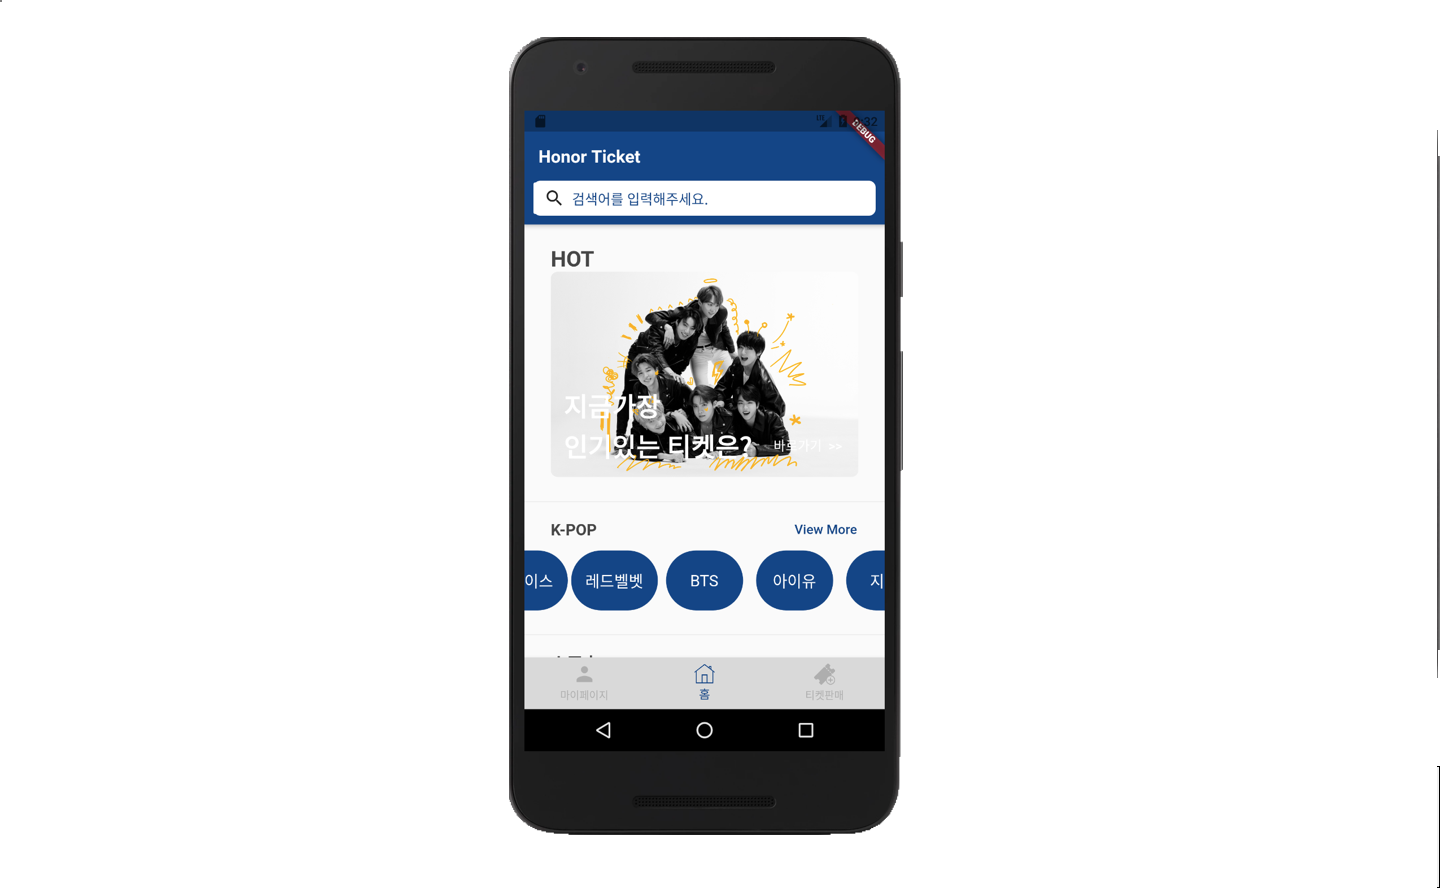 LTE
DEBUG
Honor Ticket
검색어를 입력해주세요.
HOT
지금가장
인기있는 티켓은?
바로가기 >>
K-POP
View More
이스
레드벨벳
BTS
아이유
지
마이페이지
홈
티켓판매